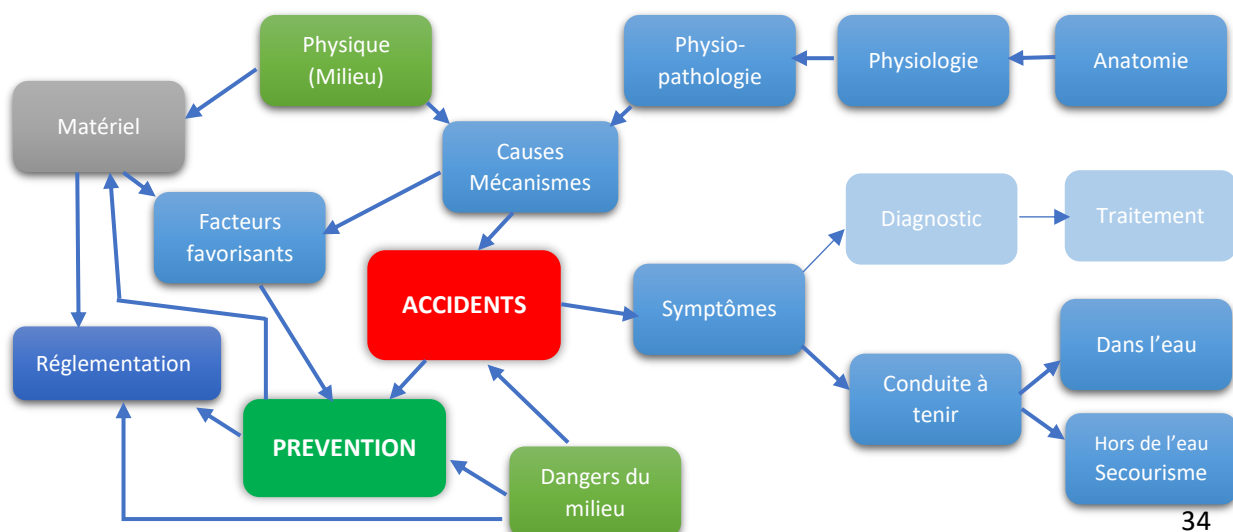 Physique
(Milieu)
Physio-
pathologie
Physiologie
Anatomie
Matériel
Causes
Mécanismes
Facteurs
favorisants
Diagnostic
Traitement
ACCIDENTS
Symptômes
Réglementation
Dans l’eau
Conduite à
tenir
PREVENTION
Hors de l’eau
Secourisme
Dangers du
milieu
34